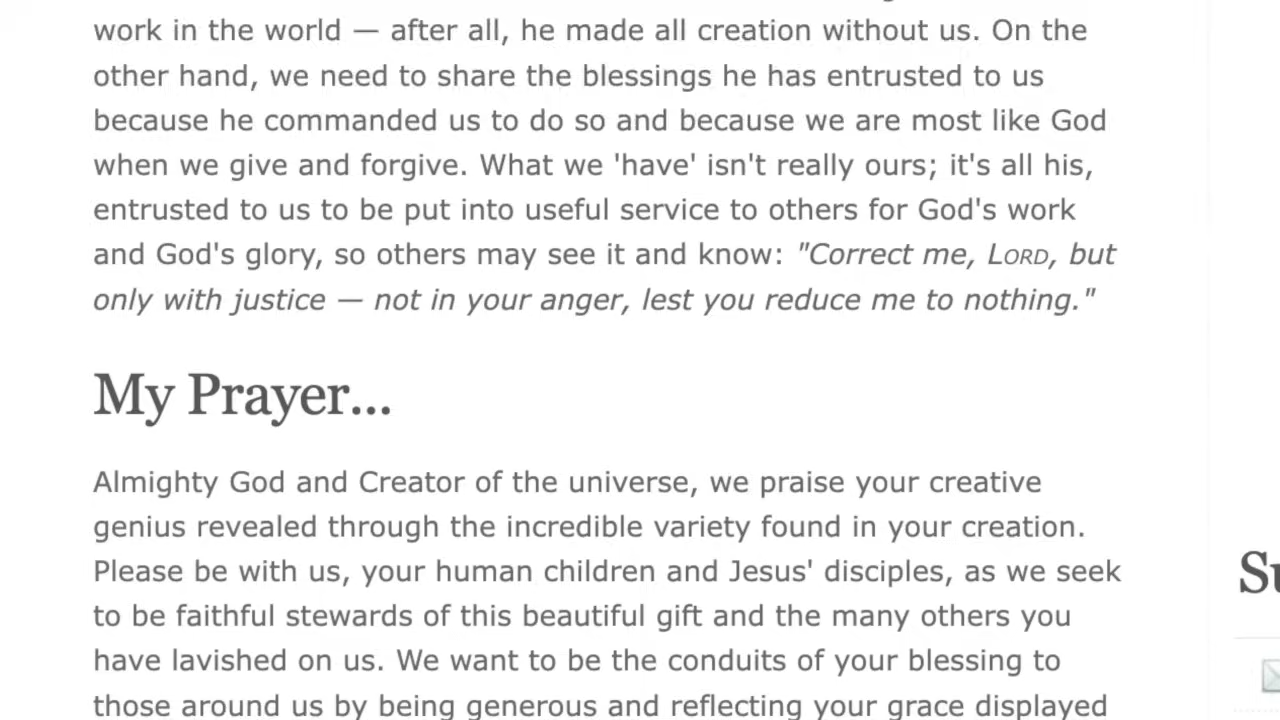 work in the world — after all, he made all creation without us. On the
other hand, we need to share the blessings he has entrusted to us
because he commanded us to do so and because we are most like God
when we give and forgive. What we 'have' isn't really ours; it's all his,
entrusted to us to be put into useful service to others for God's work
and God's glory, so others may see it and know: "Correct me, LORD, but
only with justice — not in your anger, lest you reduce me to nothing."
My Prayer...
Almighty God and Creator of the universe, we praise your creative
genius revealed through the incredible variety found in your creation.
Please be with us, your human children and Jesus' disciples, as we seek
to be faithful stewards of this beautiful gift and the many others you
have lavished on us. We want to be the conduits of your blessing to
those around us by being generous and reflecting your grace displayed